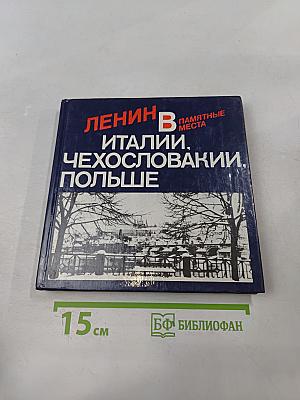 ЛЕНИН В ПАМЯТНЫЕ
МЕСТА
ИТАЛИИ,
ЧЕХОСЛОВАКИИ,
ПОЛЬШЕ
15 см
БФ БИБЛИОФАН